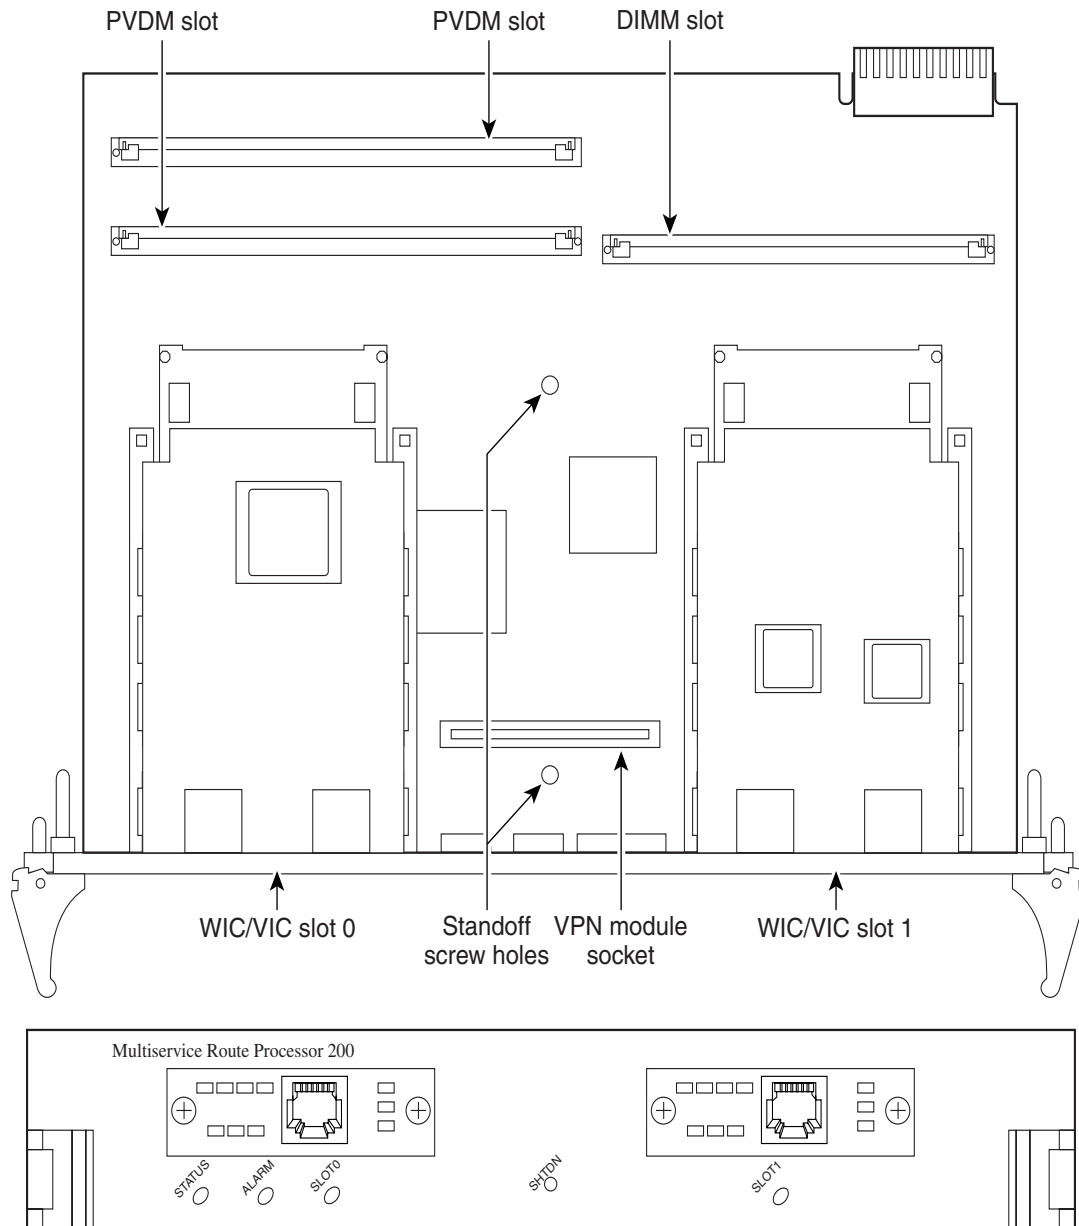 PVDM slot
PVDM slot
DIMM slot
WIC/VIC slot 0
Standoff
screw holes
VPN module
socket
WIC/VIC slot 1
Multiservice Route Processor 200
STATUS
ALARM
SLOT0
SHTDN
SLOT1